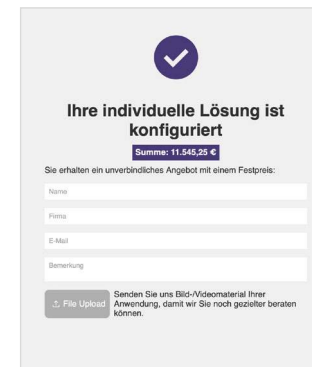 Ihre individuelle Lösung ist
konfiguriert
Summe: 11.545,25 €
Sie erhalten ein unverbindliches Angebot mit einem Festpreis:
Name
Firma
E-Mail
Bemerkung
File Upload
Senden Sie uns Bild-/Videomaterial Ihrer
Anwendung, damit wir Sie noch gezielter beraten
können.